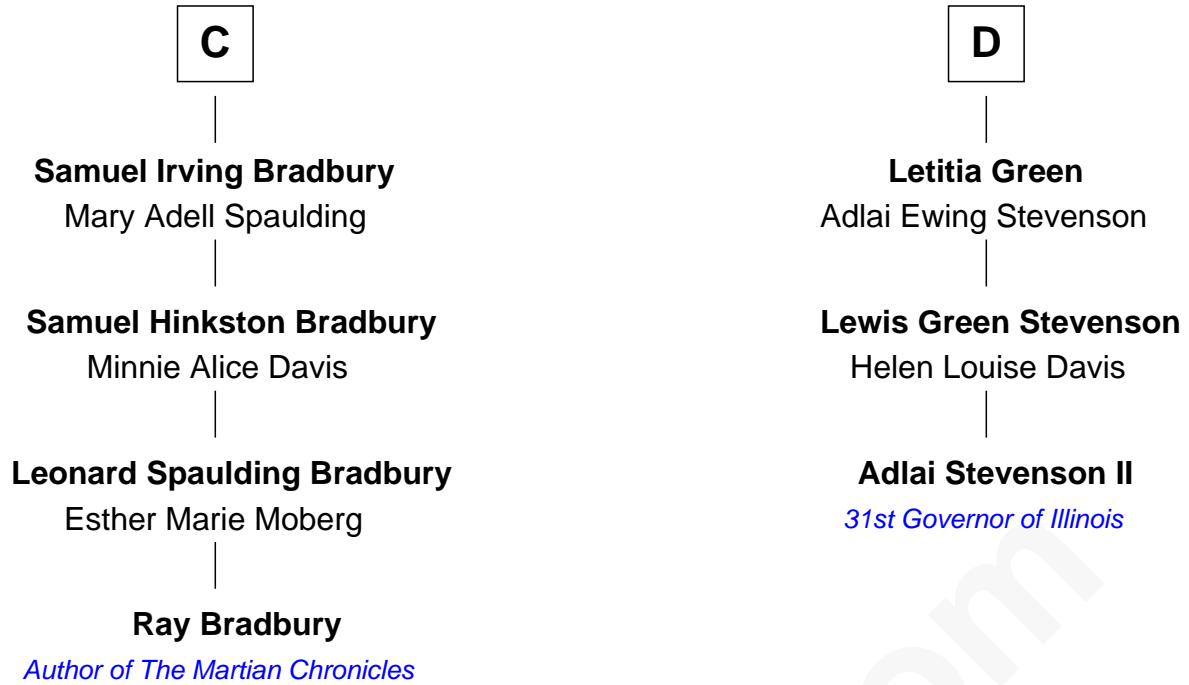 C
Samuel Irving Bradbury
Mary Adell Spaulding
Samuel Hinkston Bradbury
Minnie Alice Davis
Leonard Spaulding Bradbury
Esther Marie Moberg
Ray Bradbury
Author of The Martian Chronicles
D
Letitia Green
Adlai Ewing Stevenson
Lewis Green Stevenson
Helen Louise Davis
Adlai Stevenson II
31st Governor of Illinois
om